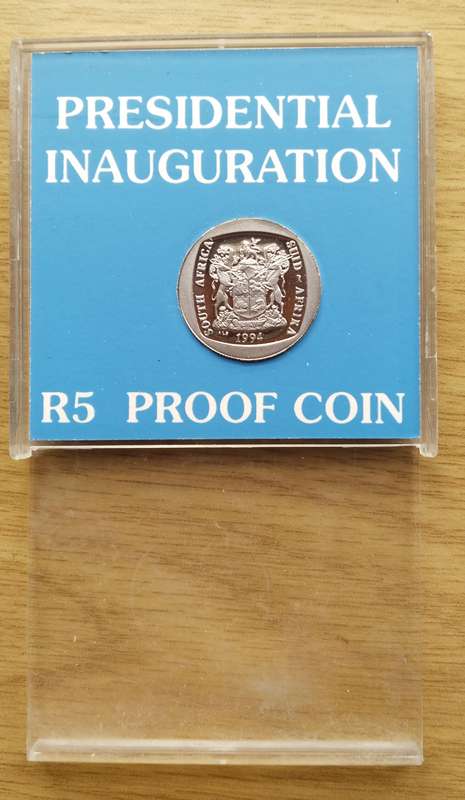 PRESIDENTIAL
INAUGURATION
SOUTH AFRICA
SUID ~ AFRIKA
1994
R5 PROOF COIN